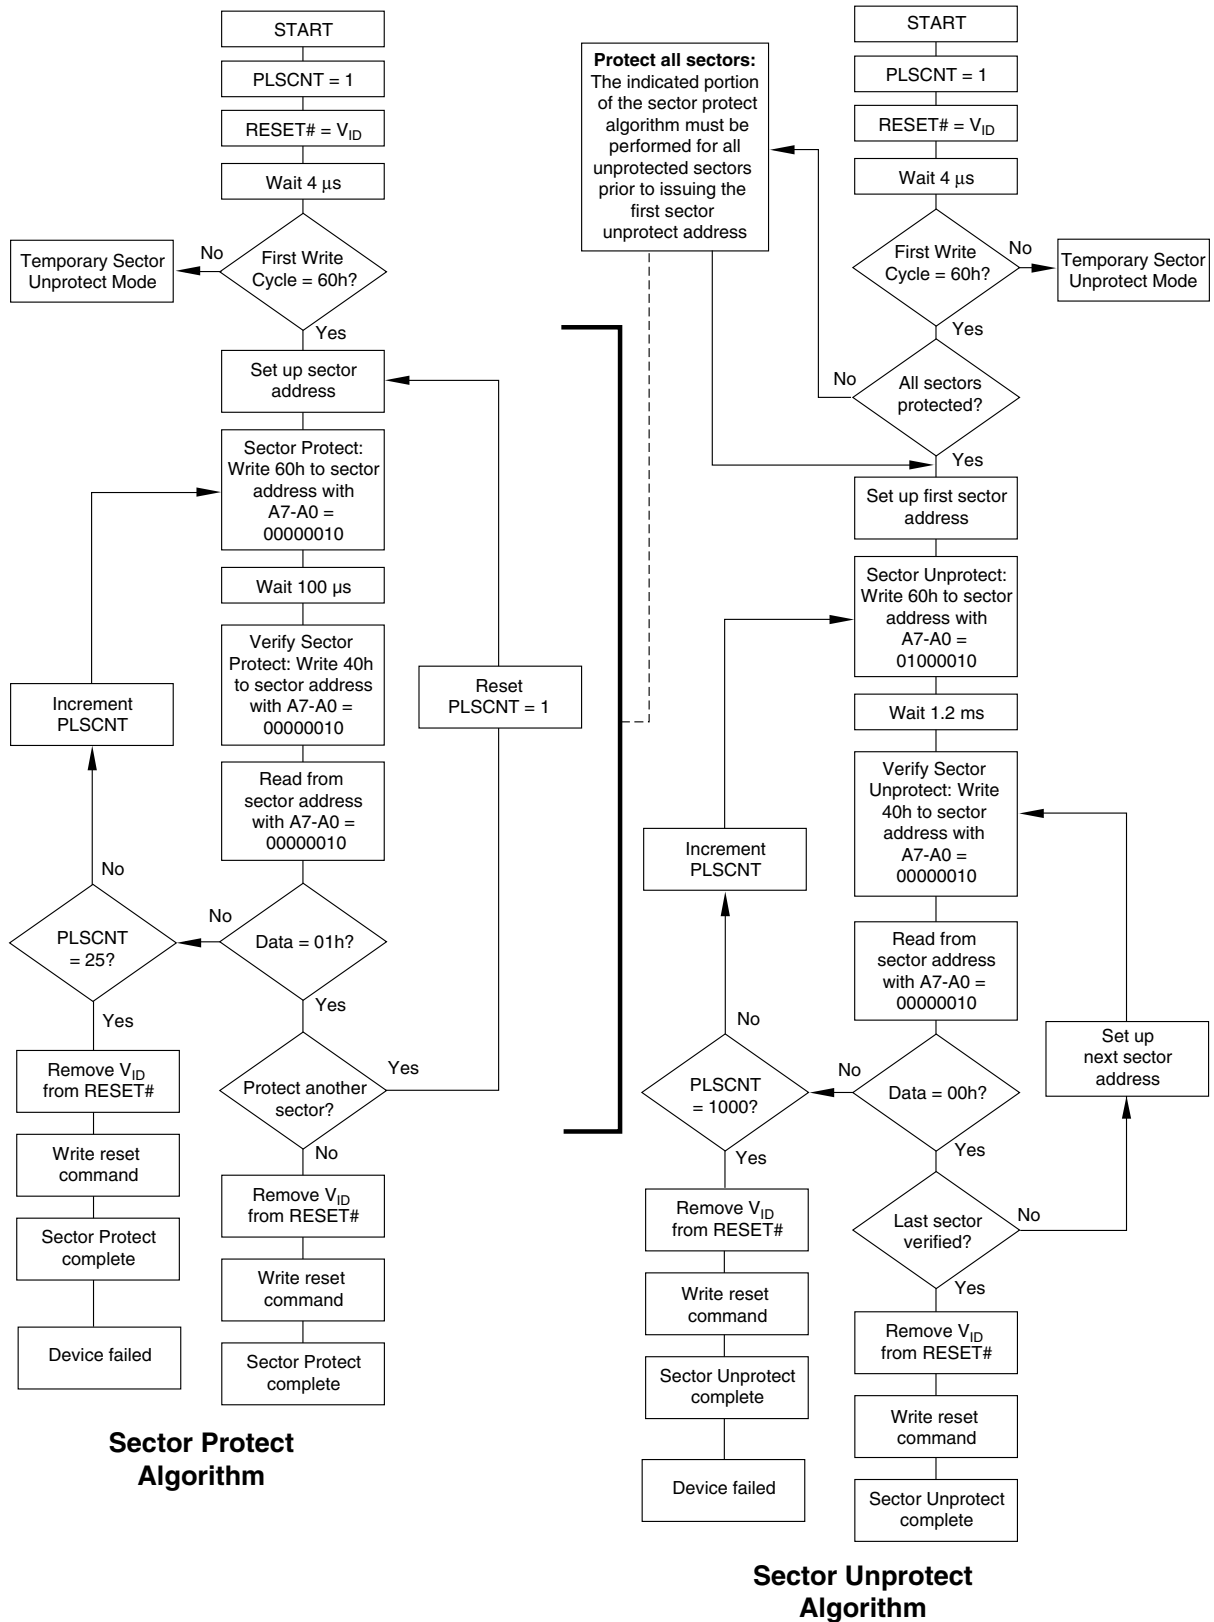 START
PLSCNT = 1
RESET# = VID
Wait 4 μs
First Write
Cycle = 60h?
No
Temporary Sector
Unprotect Mode
Yes
Set up sector
address
Sector Protect:
Write 60h to sector
address with
A7-A0 =
00000010
Wait 100 μs
Verify Sector
Protect: Write 40h
to sector address
with A7-A0 =
00000010
Increment
PLSCNT
Reset
PLSCNT = 1
Read from
sector address
with A7-A0 =
00000010
No
No
PLSCNT
= 25?
Data = 01h?
Yes
Yes
Remove VID
from RESET#
Protect another
sector?
Yes
No
Write reset
command
Remove VID
from RESET#
Sector Protect
complete
Write reset
command
Device failed
Sector Protect
complete
Sector Protect
Algorithm
Protect all sectors:
The indicated portion
of the sector protect
algorithm must be
performed for all
unprotected sectors
prior to issuing the
first sector
unprotect address
START
PLSCNT = 1
RESET# = VID
Wait 4 μs
First Write
Cycle = 60h?
No
Temporary Sector
Unprotect Mode
Yes
No
All sectors
protected?
Yes
Set up first sector
address
Sector Unprotect:
Write 60h to sector
address with
A7-A0 =
01000010
Wait 1.2 ms
Verify Sector
Unprotect: Write
40h to sector
address with
A7-A0 =
00000010
Increment
PLSCNT
Read from
sector address
with A7-A0 =
00000010
No
Set up
next sector
address
No
PLSCNT
= 1000?
Data = 00h?
Yes
Yes
Remove VID
from RESET#
Last sector
verified?
No
Yes
Write reset
command
Remove VID
from RESET#
Sector Unprotect
complete
Write reset
command
Device failed
Sector Unprotect
complete
Sector Unprotect
Algorithm